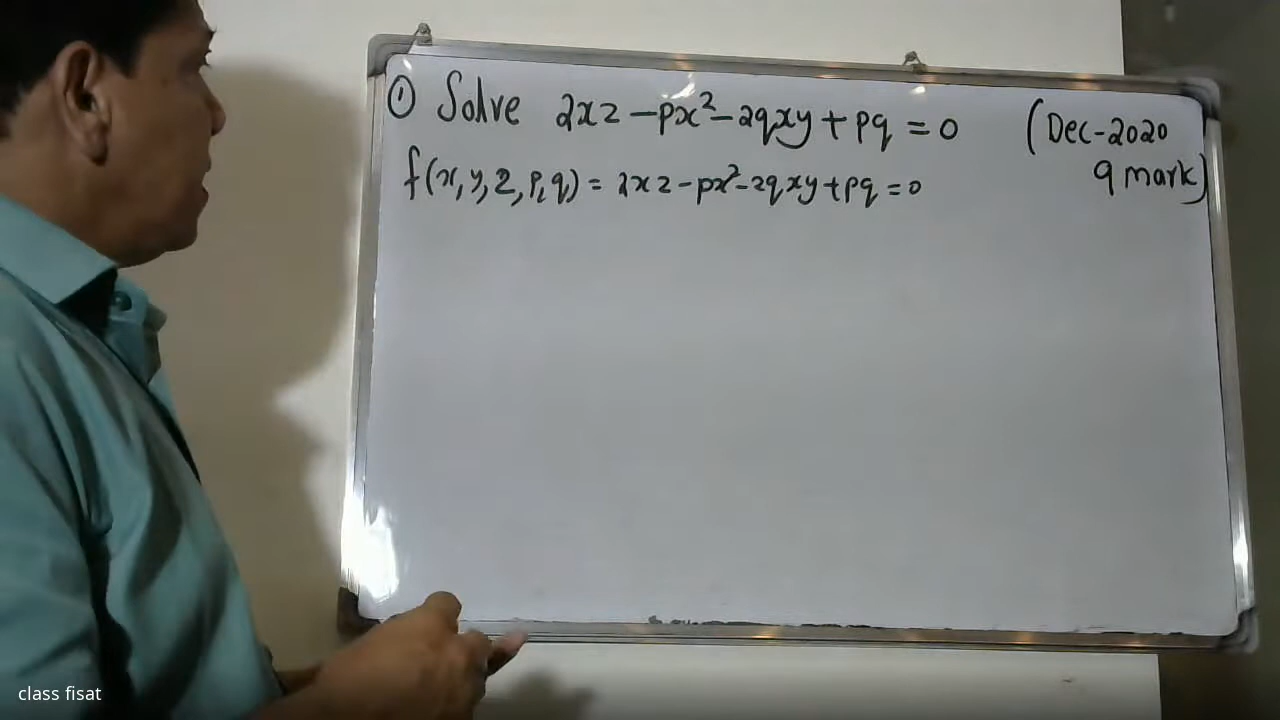 ① Solve 2xz - px² - 2qxy + pq = 0 (Dec-2020
9 mark)
f(x, y, z, p, q) = 2xz - px² - 2qxy + pq = 0
class fisat